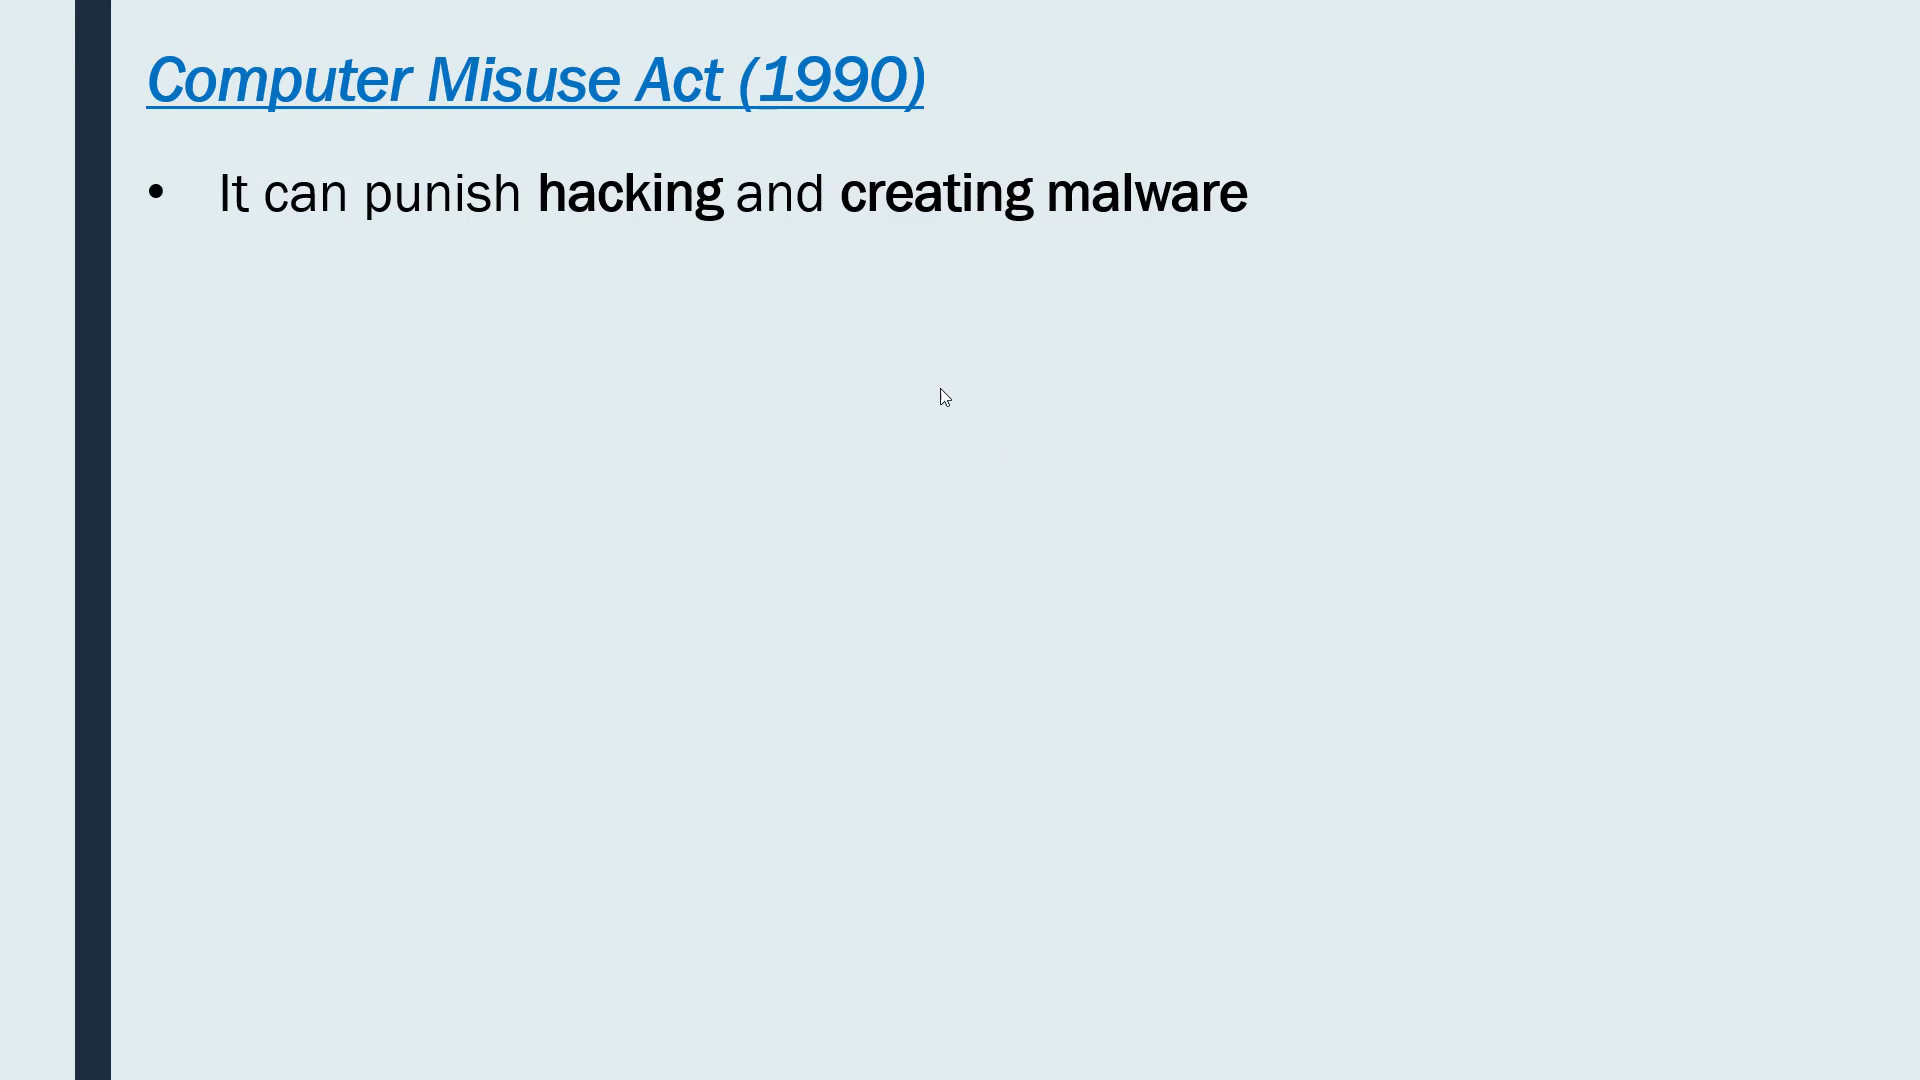 Computer Misuse Act (1990)
• It can punish hacking and creating malware